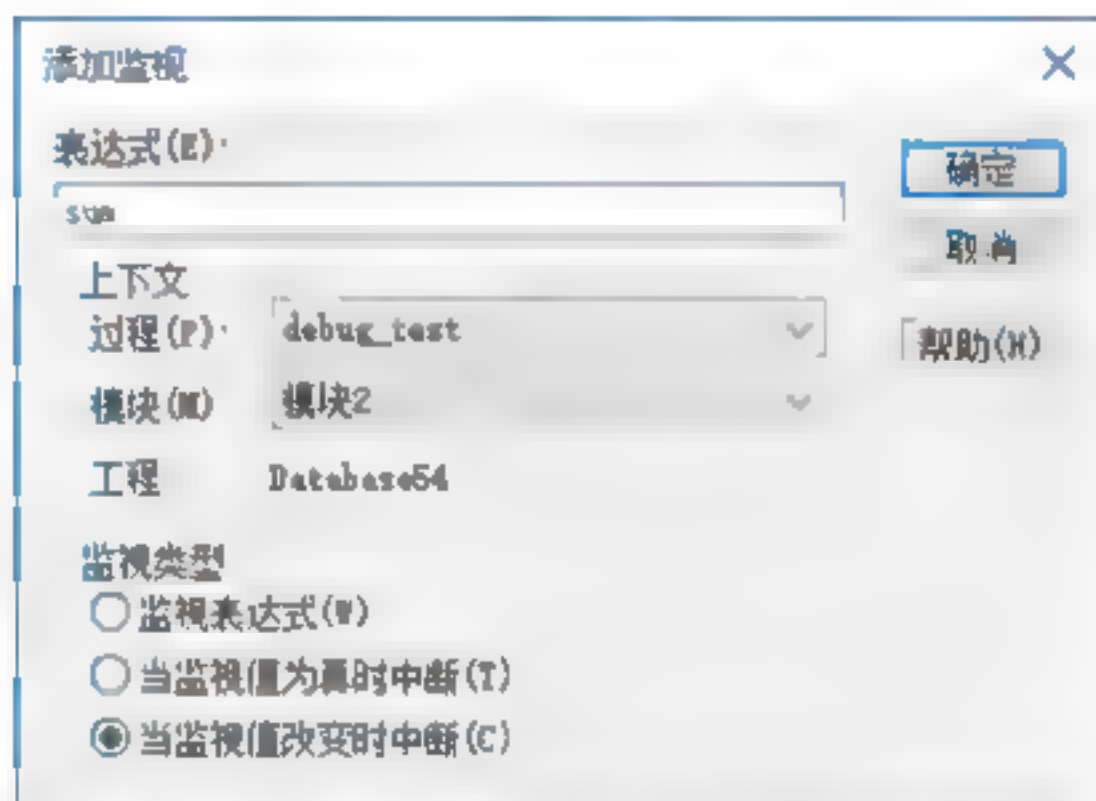 添加监视
表达式(E):
确定
sum
取消
上下文
过程(P): debug_test
帮助(H)
模块(M) 模块2
工程 Database54
监视类型
监视表达式(W)
当监视值为真时中断(T)
当监视值改变时中断(C)